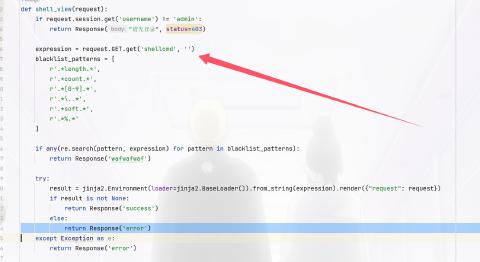 def shell_view(request):
if request.session.get('username') != 'admin':
return Response(body: "请先登录", status=403)
expression = request.GET.get('shellcmd', '')
blacklist_patterns = [
r'.*length.*',
r'.*count.*',
r'.*[0-9].*',
r'.*\..*',
r'.*soft.*',
r'.*%.*'
]
if any(re.search(pattern, expression) for pattern in blacklist_patterns):
return Response('wafwafwaf')
try:
result = jinja2.Environment(loader=jinja2.BaseLoader()).from_string(expression).render({"request": request})
if result is not None:
return Response('success')
else:
return Response('error')
except Exception as e:
return Response('error')